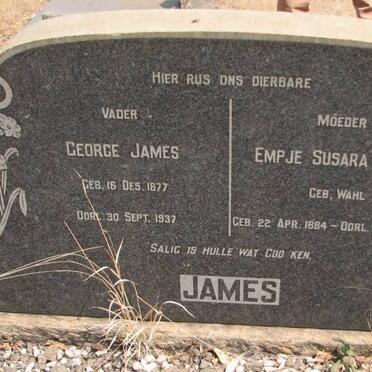 HIER RUS ONS DIERBARE
VADER
GEORGE JAMES
GEB. 16 DES. 1877
OORL. 30 SEPT. 1937
MOEDER
EMPJE SUSARA
GEB. WAHL
GEB. 22 APR. 1884 – OORL.
SALIG IS HULLE WAT GOD KEN.
JAMES